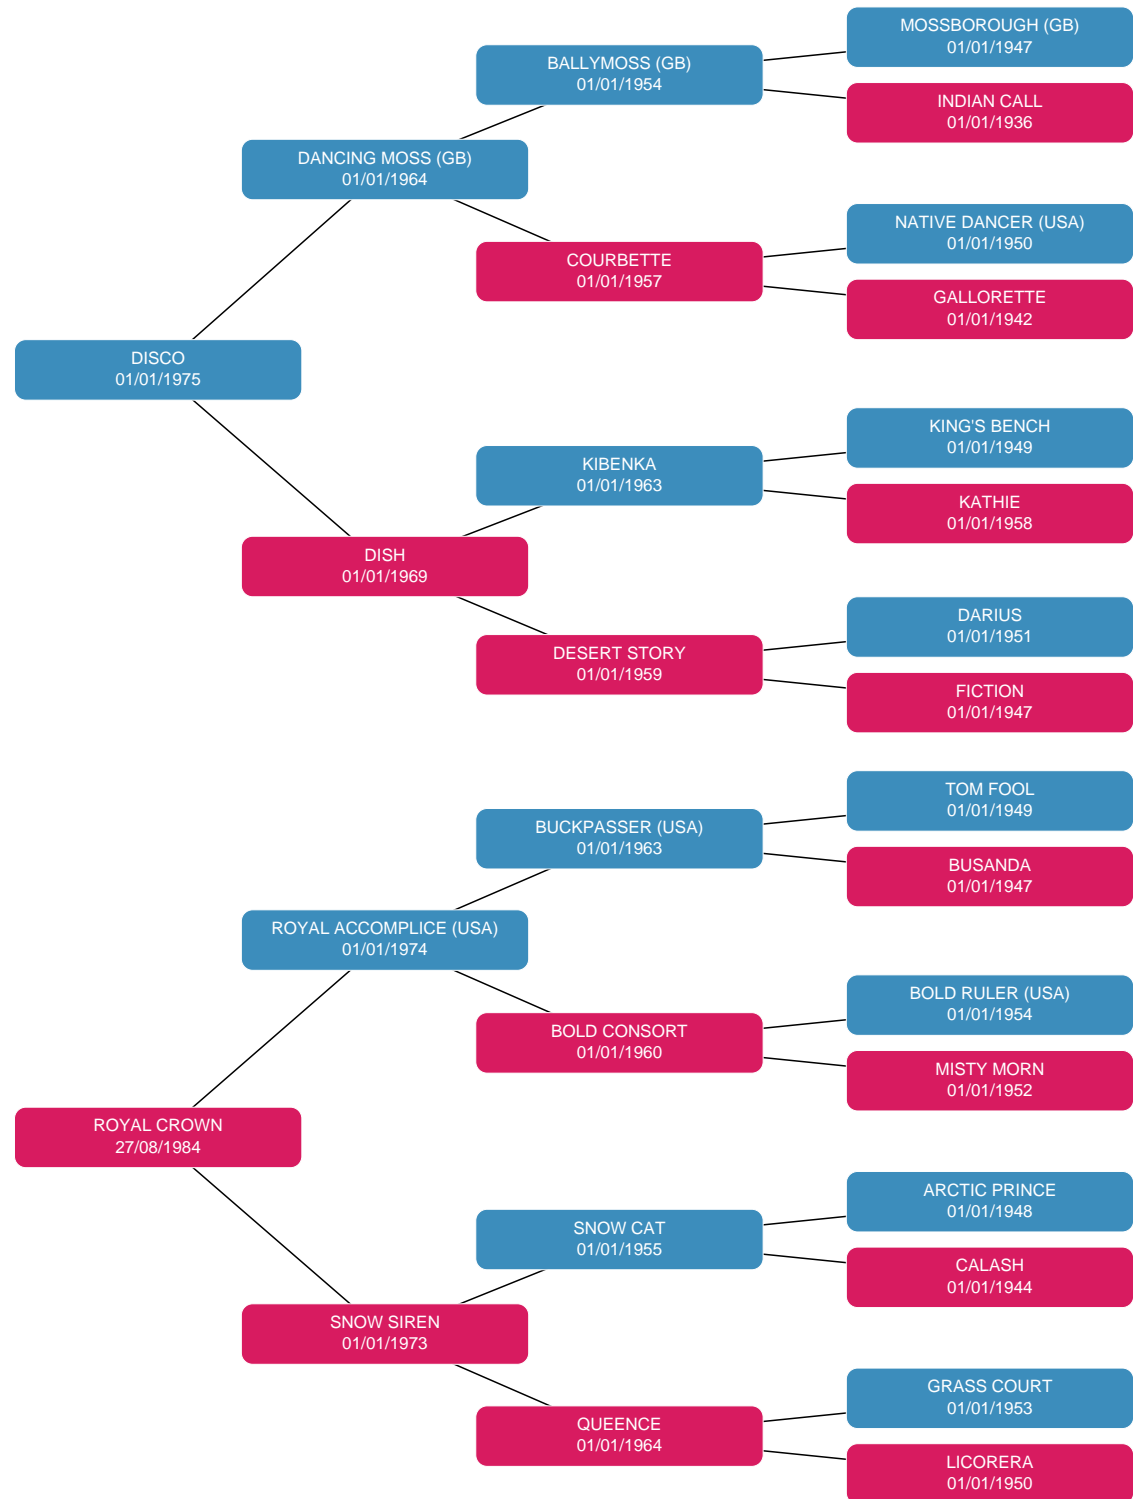 MOSSBOROUGH (GB)
01/01/1947
BALLYMOSS (GB)
01/01/1954
INDIAN CALL
01/01/1936
DANCING MOSS (GB)
01/01/1964
NATIVE DANCER (USA)
01/01/1950
COURBETTE
01/01/1957
GALLORETTE
01/01/1942
DISCO
01/01/1975
KING'S BENCH
01/01/1949
KIBENKA
01/01/1963
KATHIE
01/01/1958
DISH
01/01/1969
DARIUS
01/01/1951
DESERT STORY
01/01/1959
FICTION
01/01/1947
TOM FOOL
01/01/1949
BUCKPASSER (USA)
01/01/1963
BUSANDA
01/01/1947
ROYAL ACCOMPLICE (USA)
01/01/1974
BOLD RULER (USA)
01/01/1954
BOLD CONSORT
01/01/1960
MISTY MORN
01/01/1952
ROYAL CROWN
27/08/1984
ARCTIC PRINCE
01/01/1948
SNOW CAT
01/01/1955
CALASH
01/01/1944
SNOW SIREN
01/01/1973
GRASS COURT
01/01/1953
QUEENCE
01/01/1964
LICORERA
01/01/1950